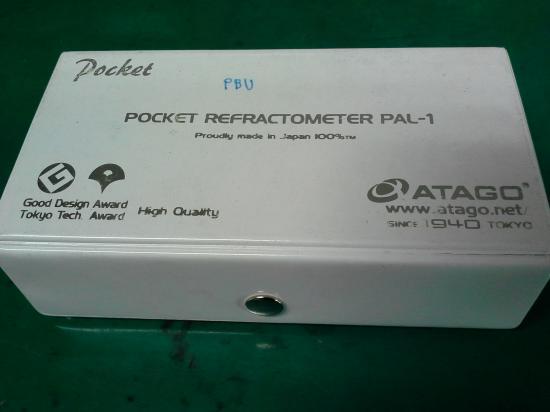 Pocket
PBU
POCKET REFRACTOMETER PAL-1
Proudly made in Japan 100%™
Good Design Award
Tokyo Tech. Award
High Quality
ATAGO®
www.atago.net/
SINCE 1940 TOKYO